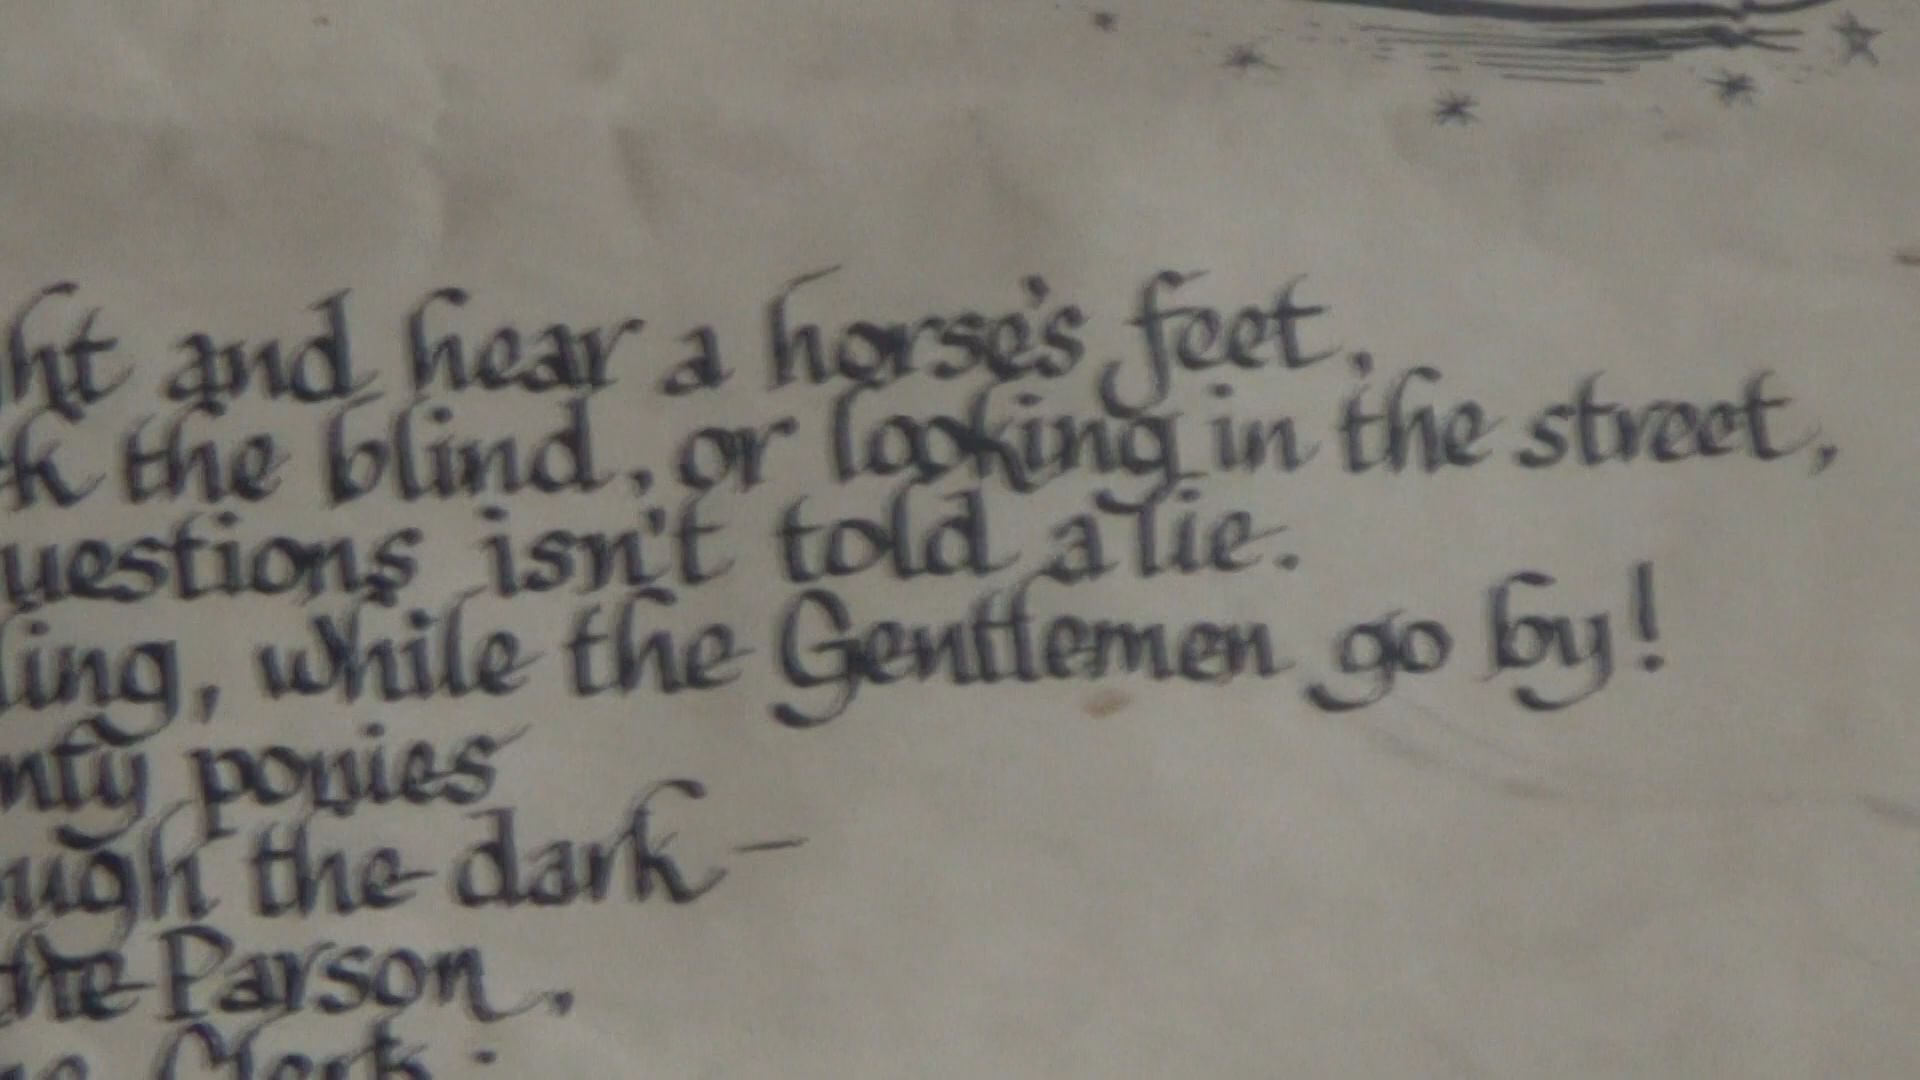 ht and hear a horse's feet,
k the blind, or looking in the street,
uestions isn't told a lie.
ling, while the Gentlemen go by!
nty ponies
ugh the dark –
the Parson,
Clerk;